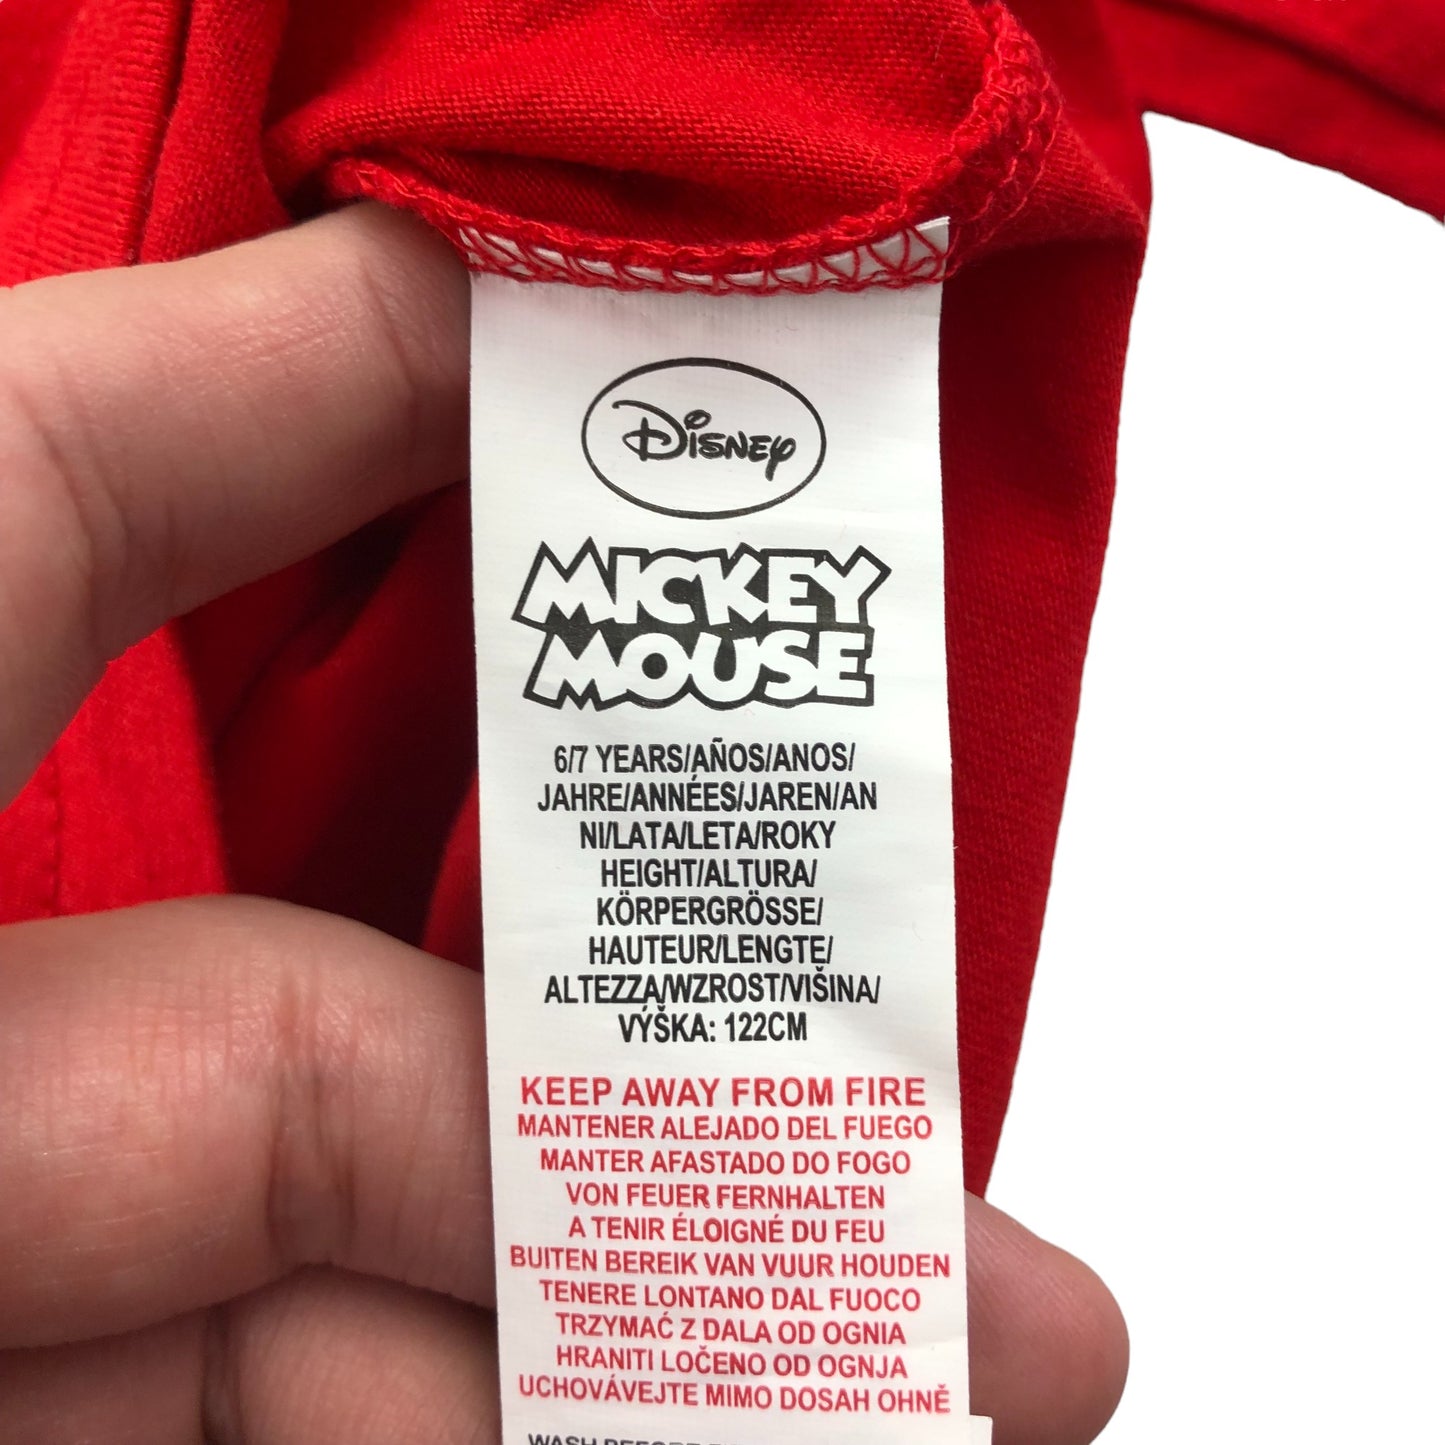 Disney
MICKEY
MOUSE
6/7 YEARS/AÑOS/ANOS/
JAHRE/ANNÉES/JAREN/AN
NI/LATA/LETA/ROKY
HEIGHT/ALTURA/
KÖRPERGRÖSSE/
HAUTEUR/LENGTE/
ALTEZZA/WZROST/VIŠINA/
VÝŠKA: 122CM
KEEP AWAY FROM FIRE
MANTENER ALEJADO DEL FUEGO
MANTER AFASTADO DO FOGO
VON FEUER FERNHALTEN
A TENIR ÉLOIGNÉ DU FEU
BUITEN BEREIK VAN VUUR HOUDEN
TENERE LONTANO DAL FUOCO
TRZYMAĆ Z DALA OD OGNIA
HRANITI LOČENO OD OGNJA
UCHOVÁVEJTE MIMO DOSAH OHNĚ
WASH BEFORE